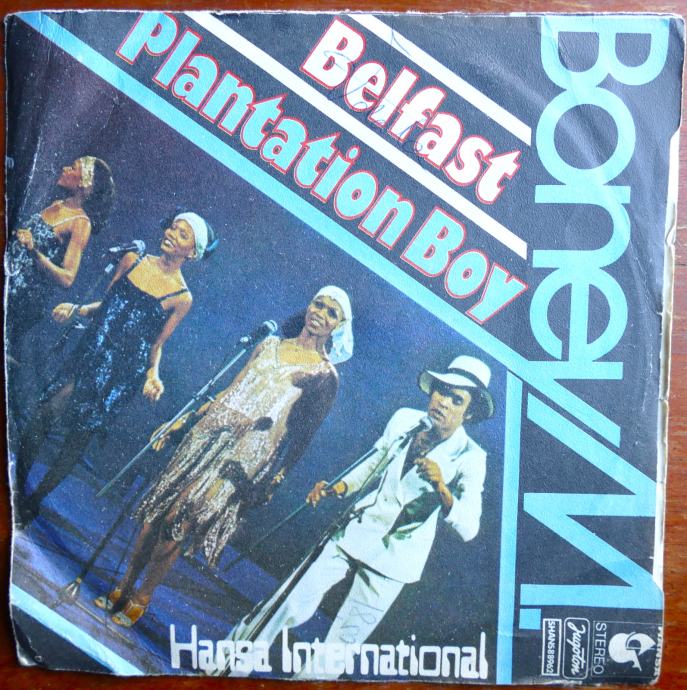 Belfast
Plantation Boy
Boney M.
Hansa International
STEREO
Jugoton